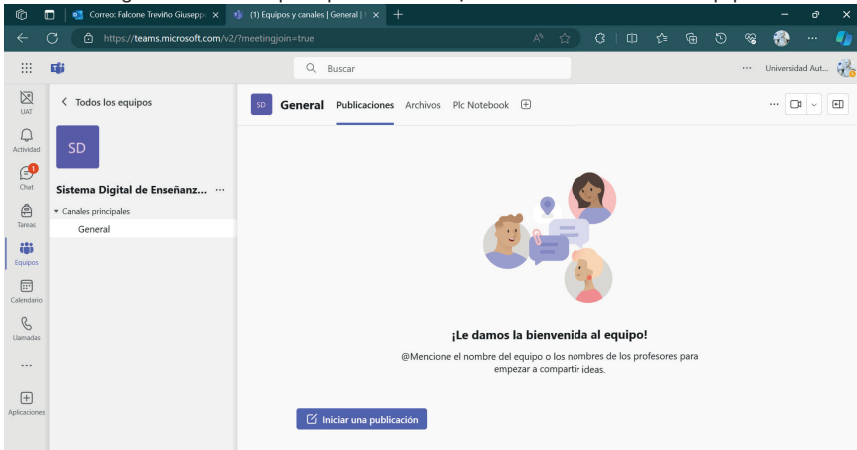 Correo: Falcone Treviño Giuseppe
(1) Equipos y canales | General |
https://teams.microsoft.com/v2/?meetingjoin=true
Buscar
Universidad Aut...
UAT
Actividad
Chat
1
Tareas
Equipos
Calendario
Llamadas
Aplicaciones
Todos los equipos
SD
Sistema Digital de Enseñanz...
Canales principales
General
SD
General
Publicaciones
Archivos
Plc Notebook
¡Le damos la bienvenida al equipo!
@Mencione el nombre del equipo o los nombres de los profesores para
empezar a compartir ideas.
Iniciar una publicación